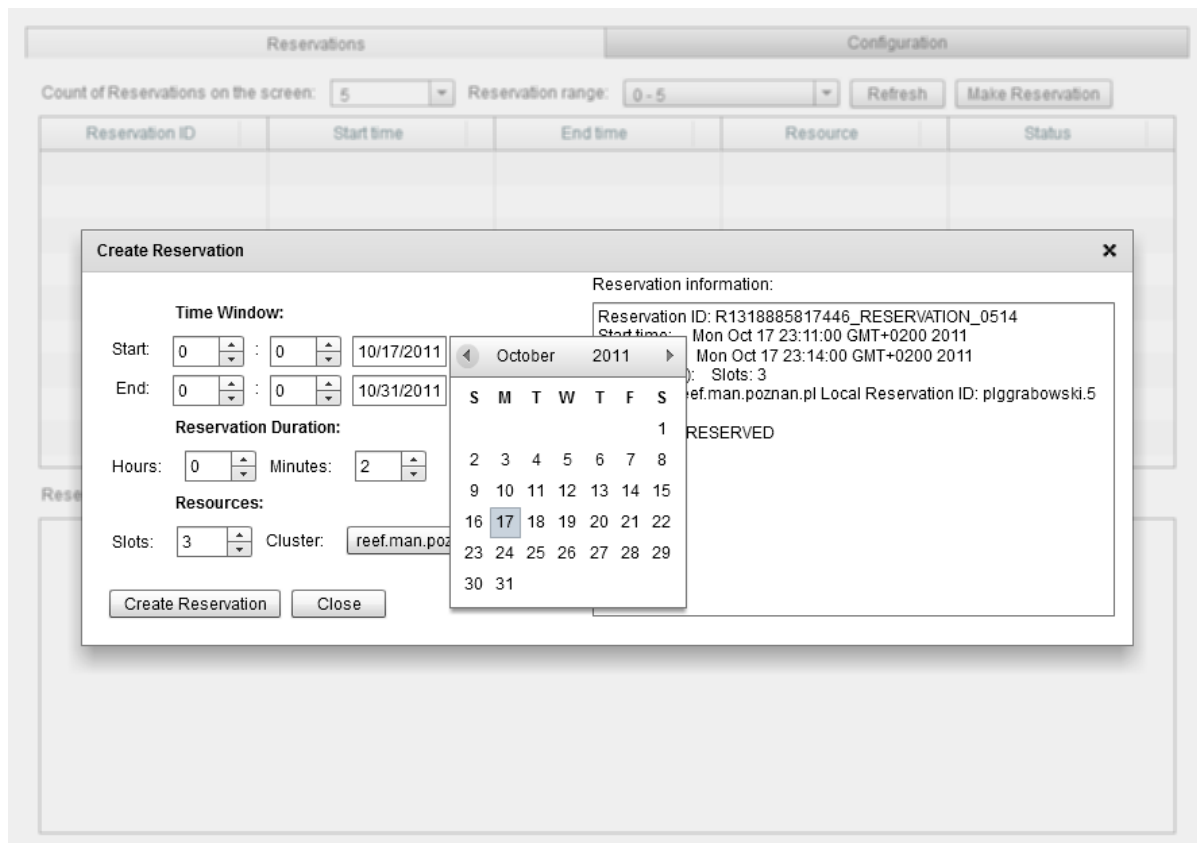 Reservations Configuration
Count of Reservations on the screen: 5 Reservation range: 0 - 5 Refresh Make Reservation
Reservation ID Start time End time Resource Status
Create Reservation
Reservation information:
Time Window:
Start: 0 : 0 10/17/2011
End: 0 : 0 10/31/2011
Reservation Duration:
Hours: 0 Minutes: 2
Resources:
Slots: 3 Cluster: reef.man.poz
Create Reservation Close
October 2011
S M T W T F S
1
2 3 4 5 6 7 8
9 10 11 12 13 14 15
16 17 18 19 20 21 22
23 24 25 26 27 28 29
30 31
Reservation ID: R1318885817446_RESERVATION_0514
Start time: Mon Oct 17 23:11:00 GMT+0200 2011
Mon Oct 17 23:14:00 GMT+0200 2011
): Slots: 3
eef.man.poznan.pl Local Reservation ID: plggrabowski.5
RESERVED
Rese